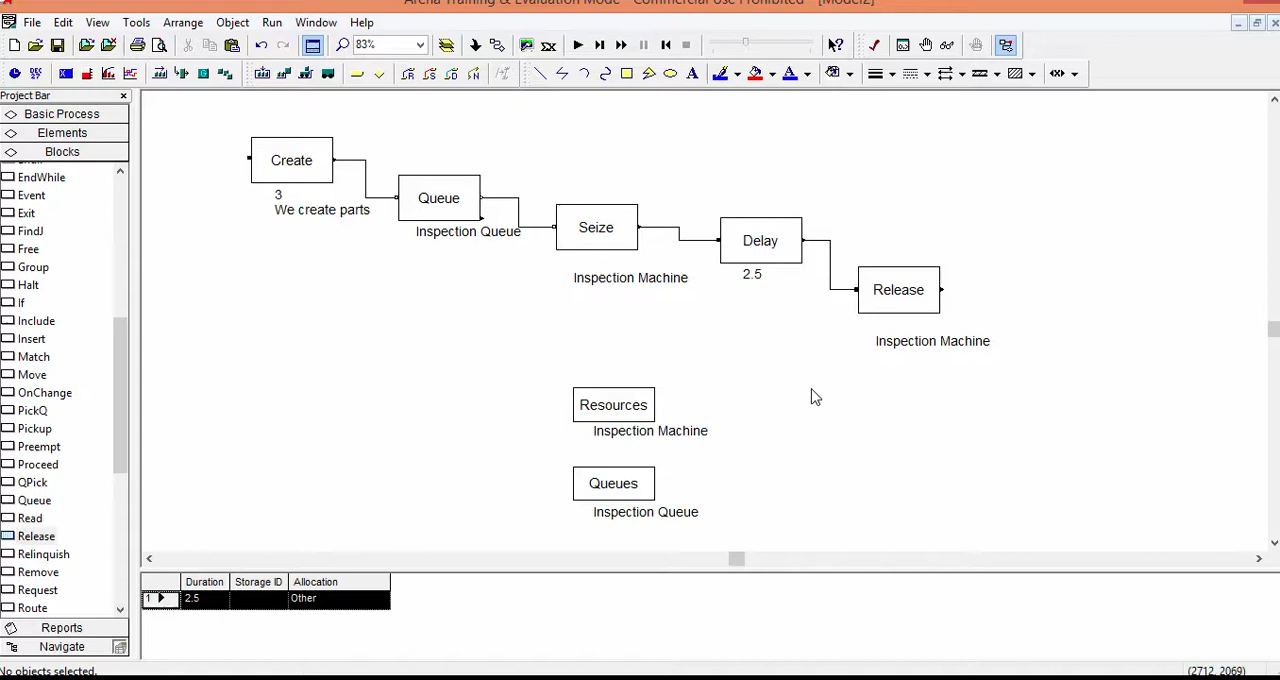 Arena Training & Evaluation Mode - Commercial Use Prohibited - [Model2]
File Edit View Tools Arrange Object Run Window Help
83%
Project Bar
Basic Process
Elements
Blocks
EndWhile
Event
Exit
FindJ
Free
Group
Halt
If
Include
Insert
Match
Move
OnChange
PickQ
Pickup
Preempt
Proceed
QPick
Queue
Read
Release
Relinquish
Remove
Request
Route
Reports
Navigate
Create
3
We create parts
Queue
Inspection Queue
Seize
Inspection Machine
Delay
2.5
Release
Inspection Machine
Resources
Inspection Machine
Queues
Inspection Queue
Duration Storage ID Allocation
1 2.5 Other
No objects selected.
(2712, 2069)